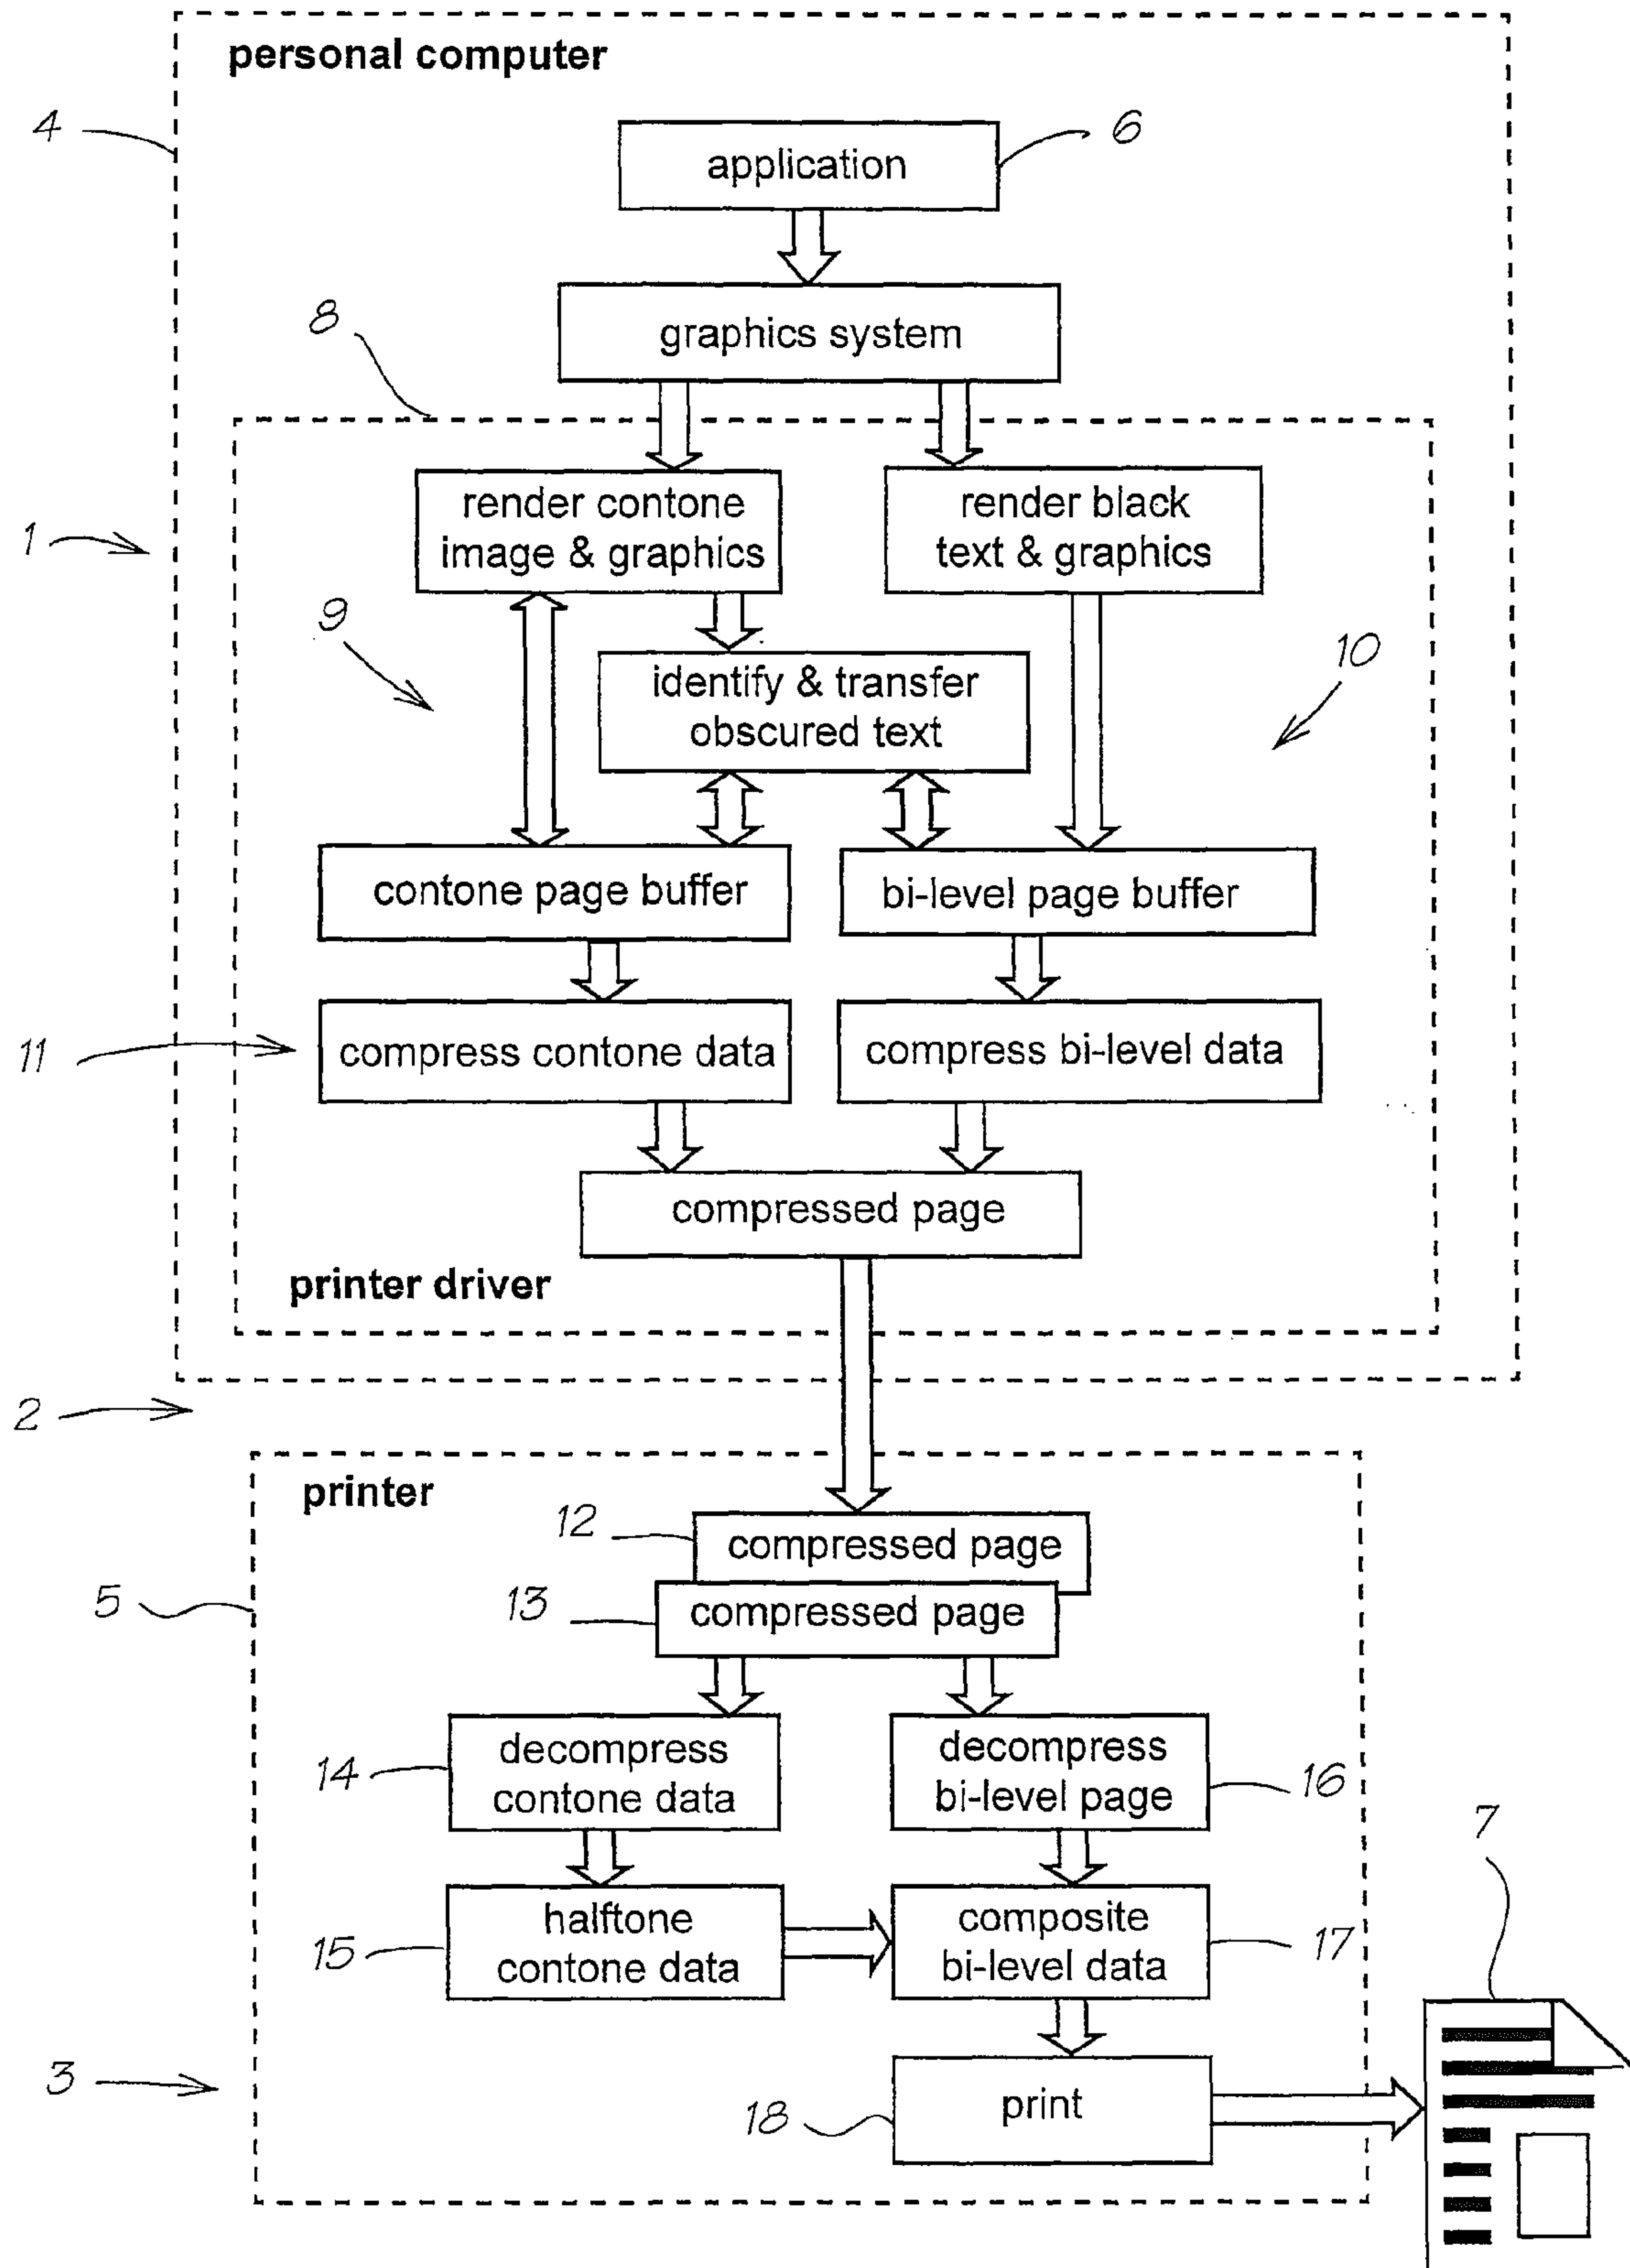 personal computer
4
6
application
8
graphics system
1
render contone
image & graphics
render black
text & graphics
9
10
identify & transfer
obscured text
contone page buffer
bi-level page buffer
11
compress contone data
compress bi-level data
compressed page
printer driver
2
printer
12
compressed page
5
13
compressed page
14
decompress
contone data
decompress
bi-level page
16
7
15
halftone
contone data
composite
bi-level data
17
3
18
print